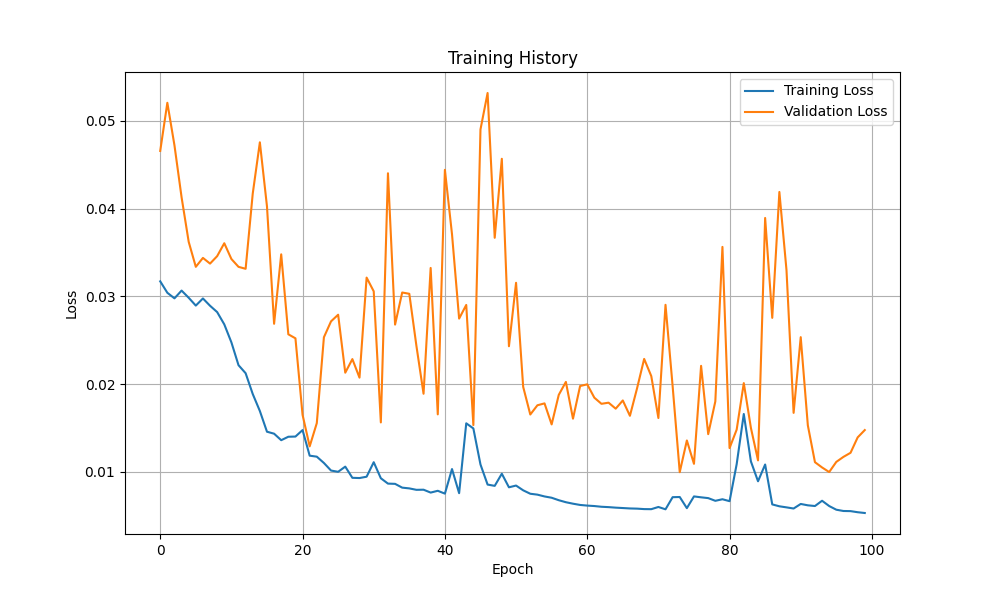 Training History
Training Loss
Validation Loss
0.05
0.04
0.03
0.02
0.01
Loss
0 20 40 60 80 100
Epoch